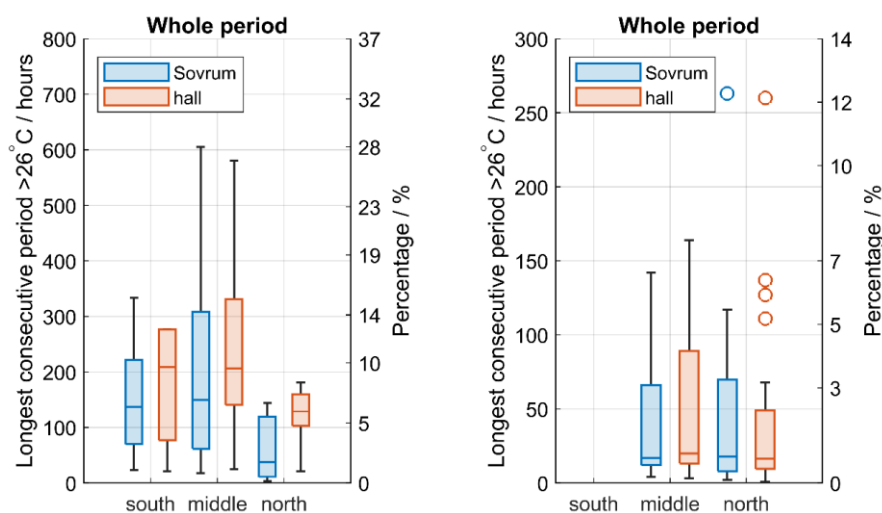 Whole period
Longest consecutive period >26°C / hours
800
700
600
500
400
300
200
100
0
Sovrum
hall
37
32
28
23
19
14
10
5
0
Percentage / %
south middle north
Whole period
Longest consecutive period >26°C / hours
300
250
200
150
100
50
0
Sovrum
hall
14
12
10
7
5
3
0
Percentage / %
south middle north